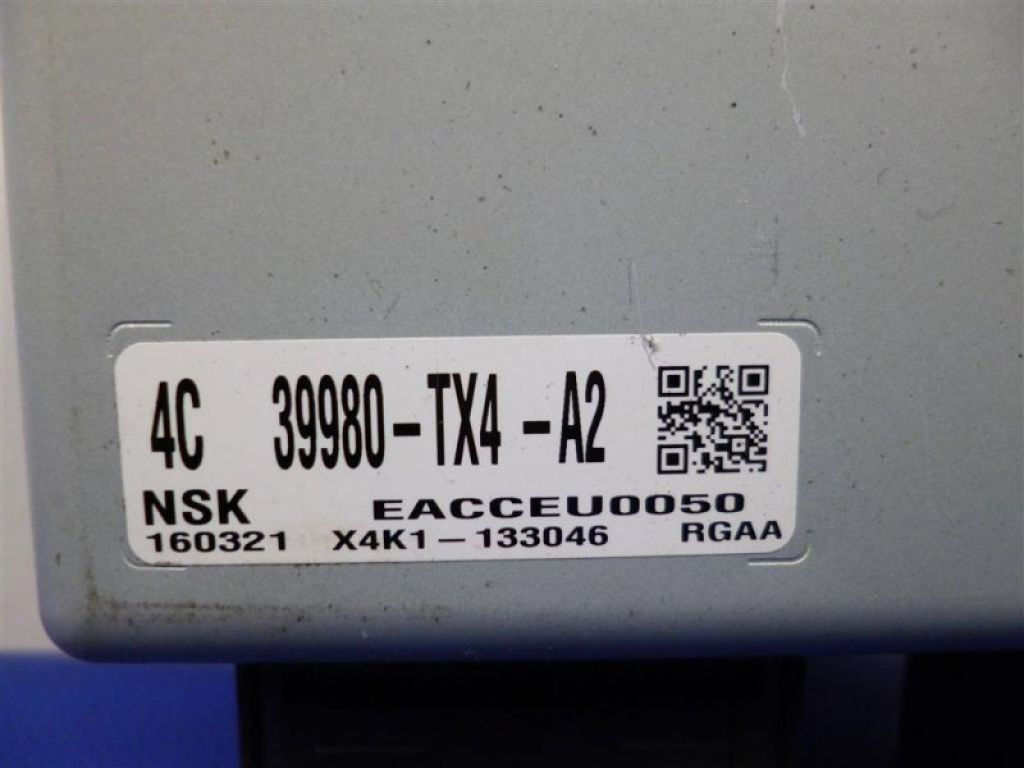 4C 39980-TX4-A2
NSK EACCEU0050
160321 X4K1-133046 RGAA